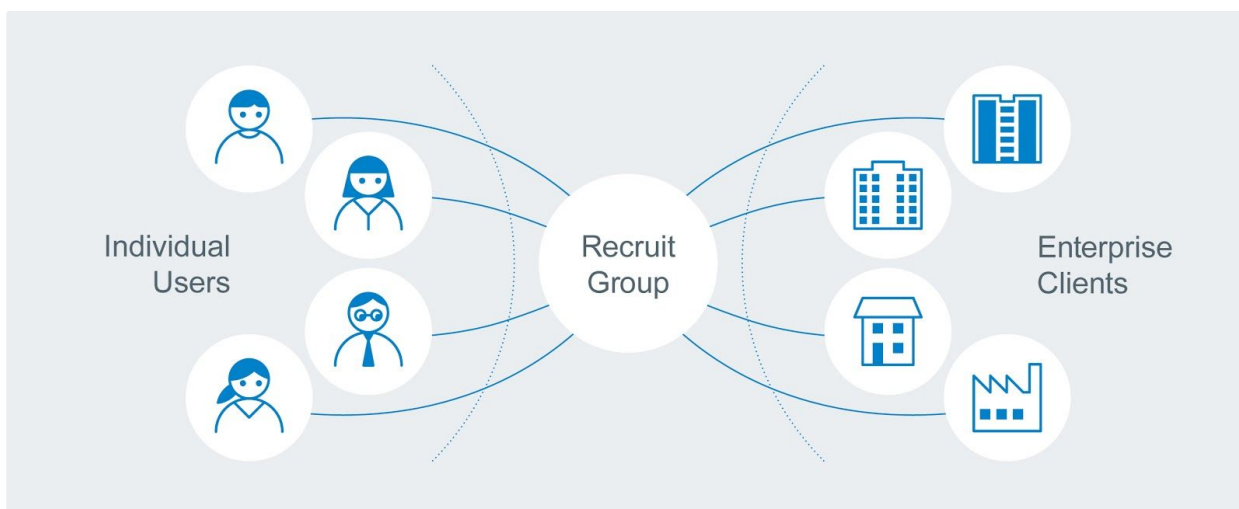 Individual
Users
Recruit
Group
Enterprise
Clients